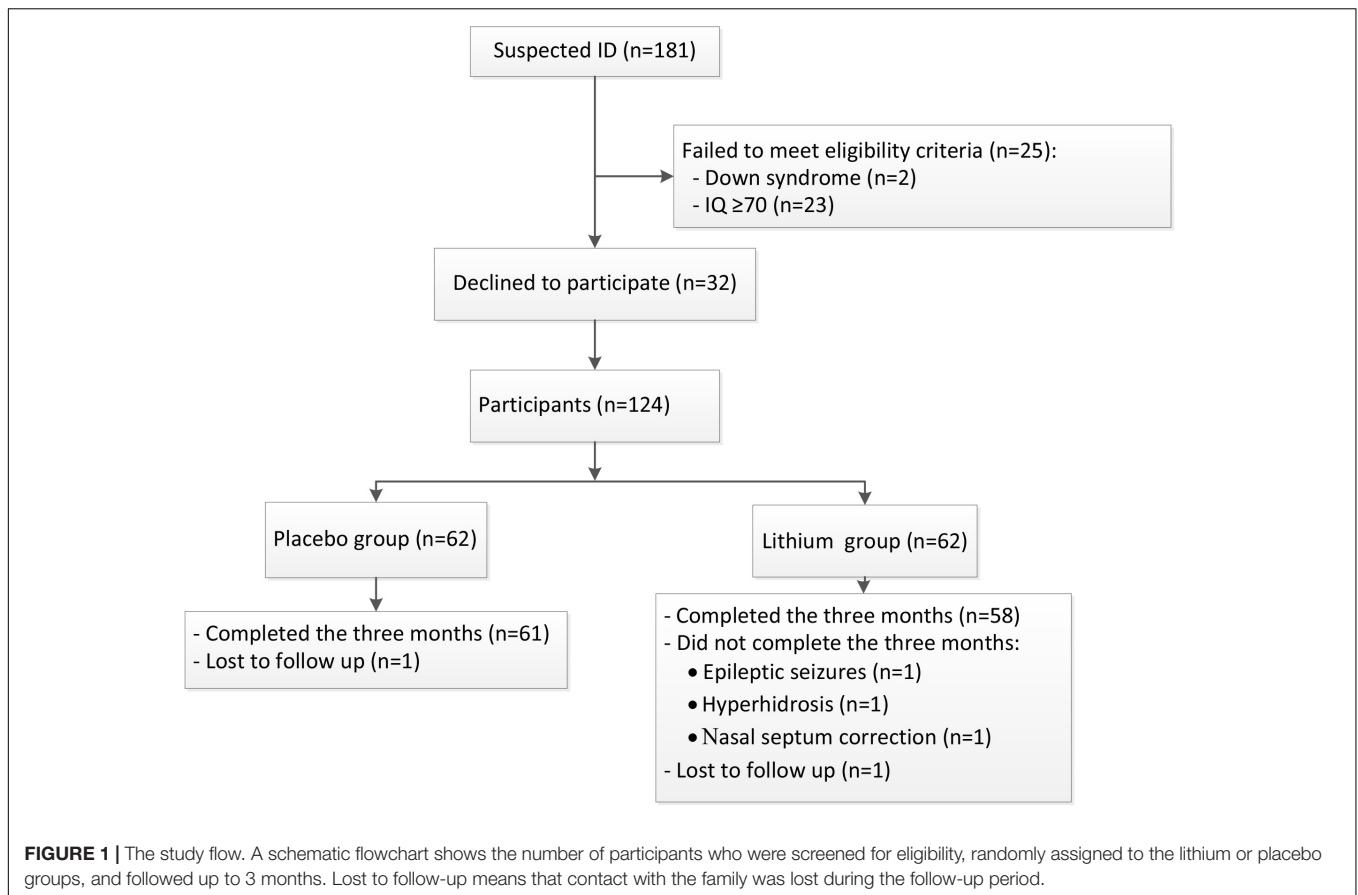 Suspected ID (n=181)
Failed to meet eligibility criteria (n=25):
- Down syndrome (n=2)
- IQ ≥70 (n=23)
Declined to participate (n=32)
Participants (n=124)
Placebo group (n=62)
Lithium group (n=62)
- Completed the three months (n=61)
- Lost to follow up (n=1)
- Completed the three months (n=58)
- Did not complete the three months:
• Epileptic seizures (n=1)
• Hyperhidrosis (n=1)
• Nasal septum correction (n=1)
- Lost to follow up (n=1)
FIGURE 1 | The study flow. A schematic flowchart shows the number of participants who were screened for eligibility, randomly assigned to the lithium or placebo
groups, and followed up to 3 months. Lost to follow-up means that contact with the family was lost during the follow-up period.